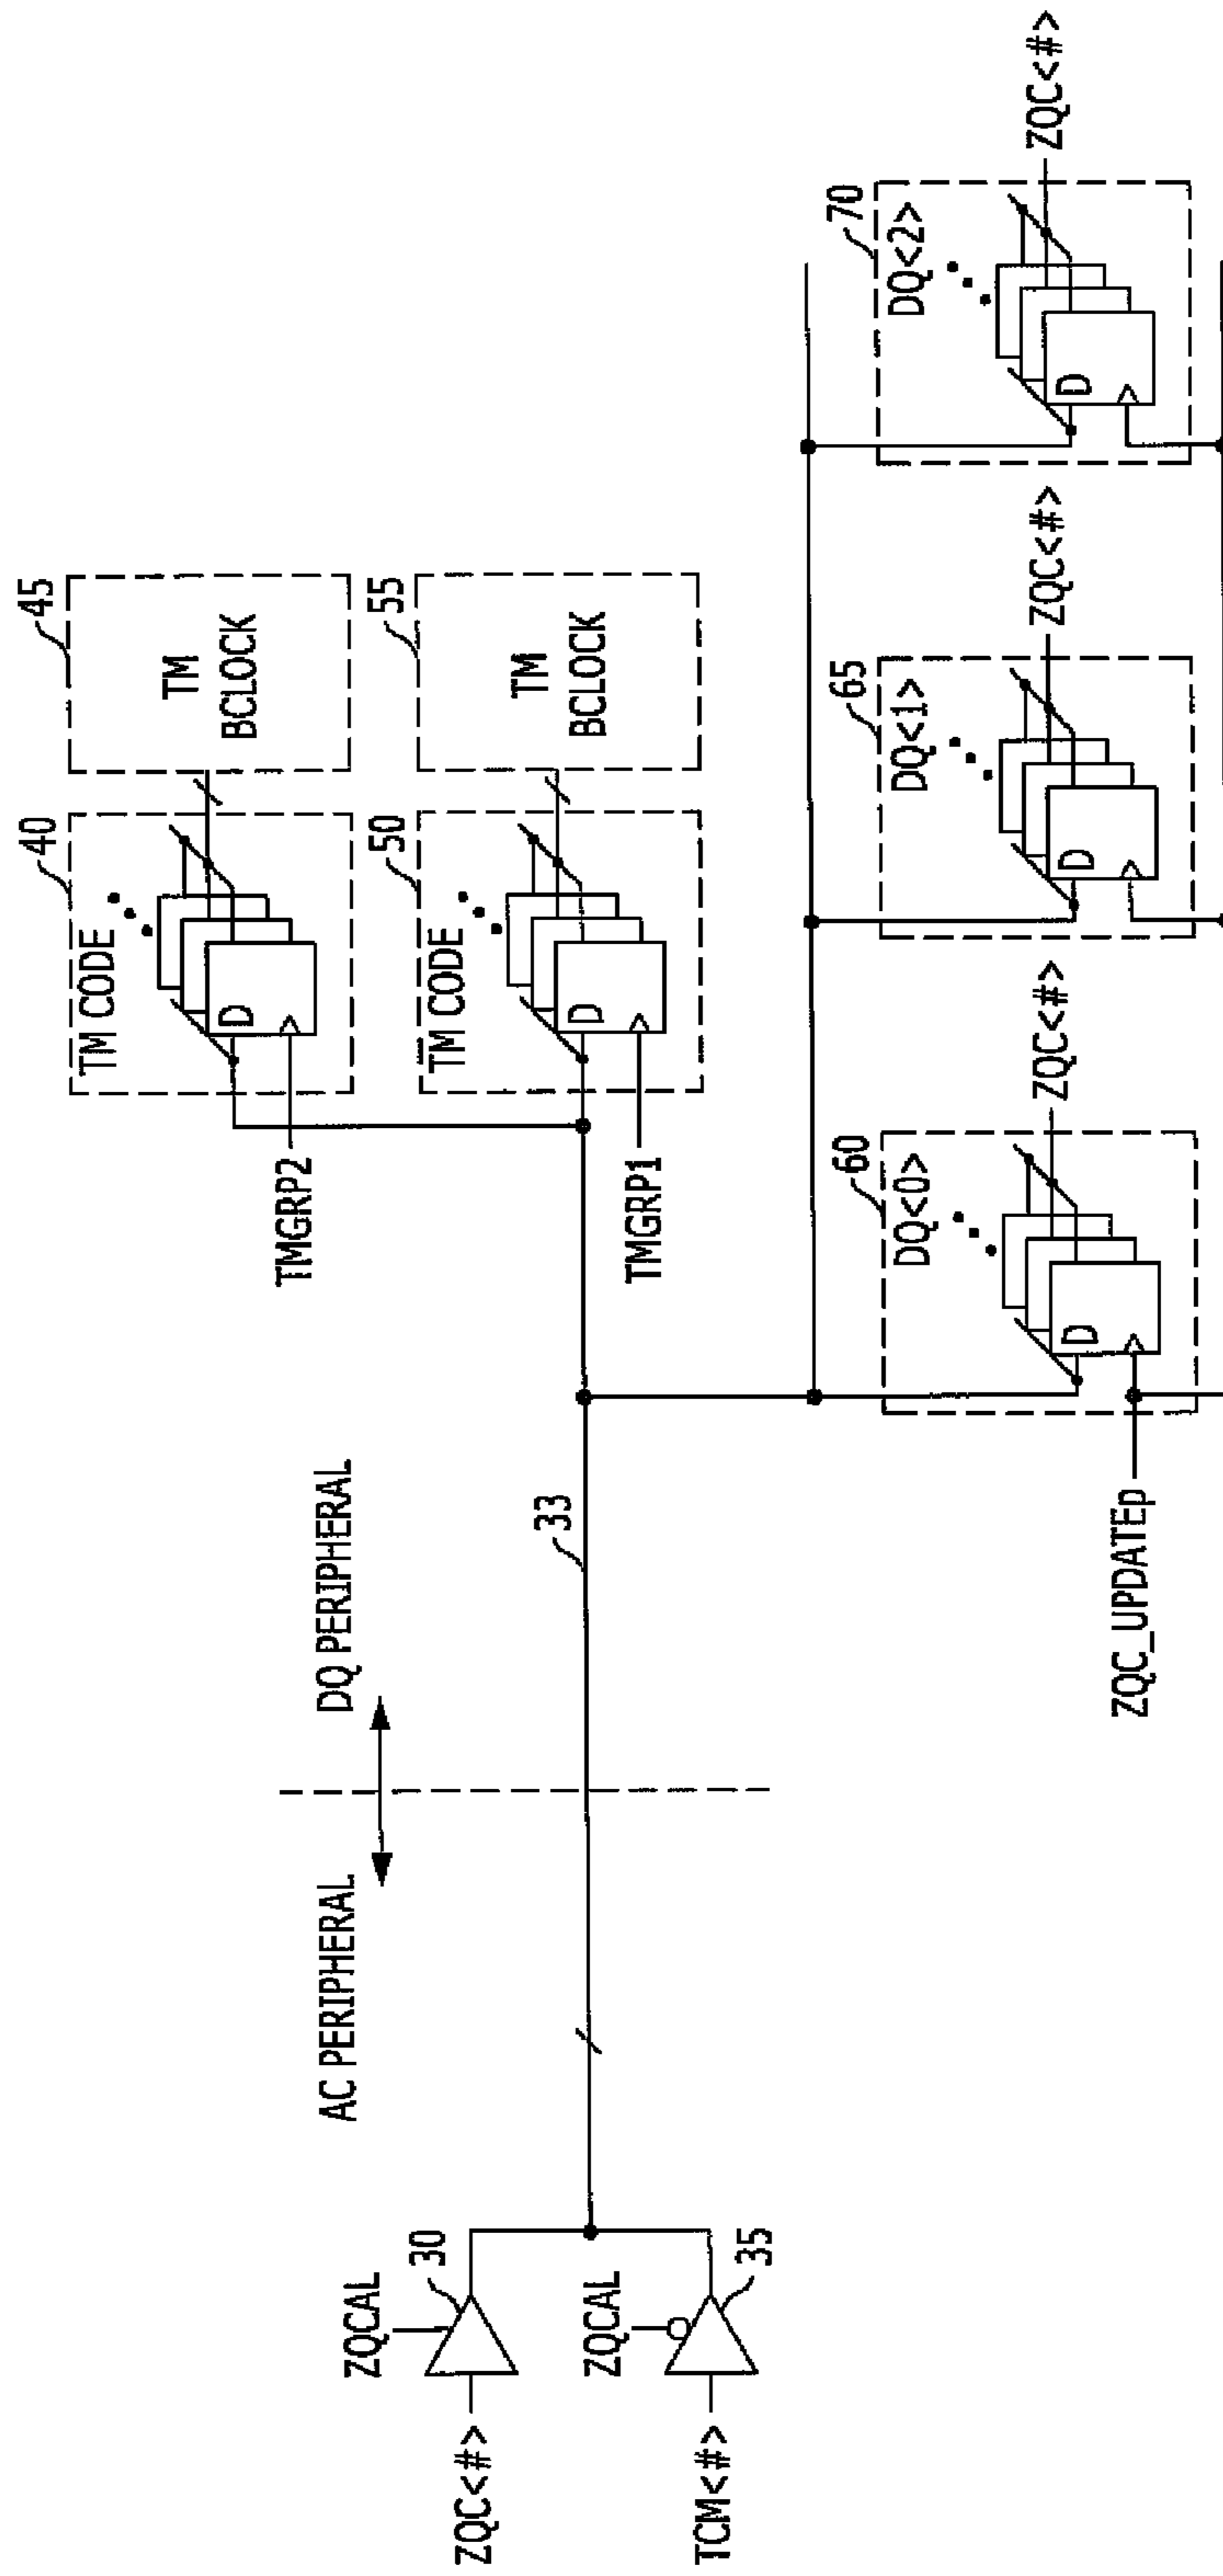 ZQC<#>
ZQCAL
30
TCM<#>
ZQCAL
35
AC PERIPHERAL
DQ PERIPHERAL
33
TMGRP2
TM CODE
40
D
TM
BCLOCK
45
TMGRP1
TM CODE
50
D
TM
BCLOCK
55
ZQC_UPDATEp
DQ<0>
60
D
ZQC<#>
DQ<1>
65
D
ZQC<#>
DQ<2>
70
D
ZQC<#>